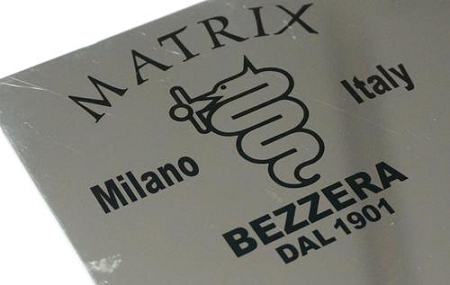 MATRIX
Milano Italy
BEZZERA
DAL 1901